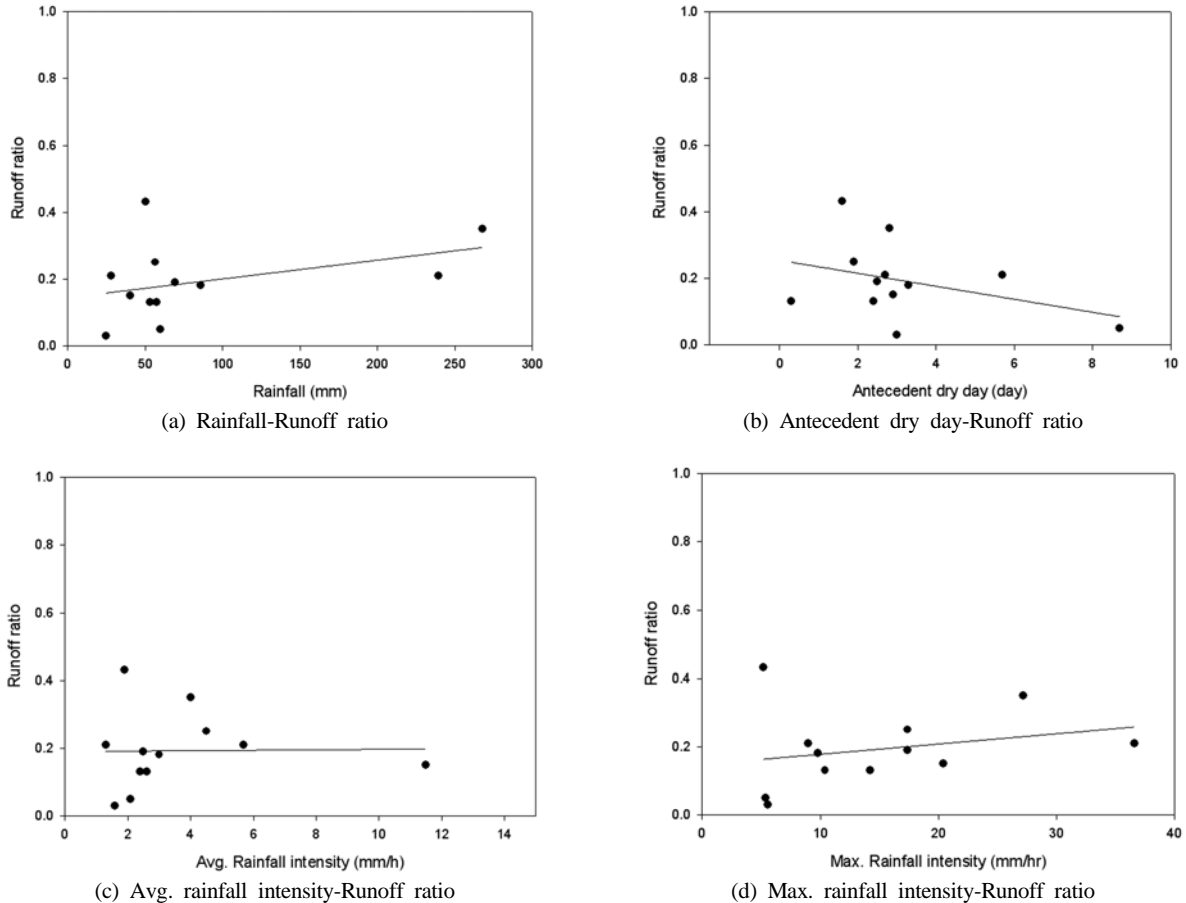 1.0
0.8
0.6
0.4
0.2
0.0
Runoff ratio
0 50 100 150 200 250 300
Rainfall (mm)
(a) Rainfall-Runoff ratio
1.0
0.8
0.6
0.4
0.2
0.0
Runoff ratio
0 2 4 6 8 10
Antecedent dry day (day)
(b) Antecedent dry day-Runoff ratio
1.0
0.8
0.6
0.4
0.2
0.0
Runoff ratio
0 2 4 6 8 10 12 14
Avg. Rainfall intensity (mm/h)
(c) Avg. rainfall intensity-Runoff ratio
1.0
0.8
0.6
0.4
0.2
0.0
Runoff ratio
0 10 20 30 40
Max. Rainfall intensity (mm/hr)
(d) Max. rainfall intensity-Runoff ratio